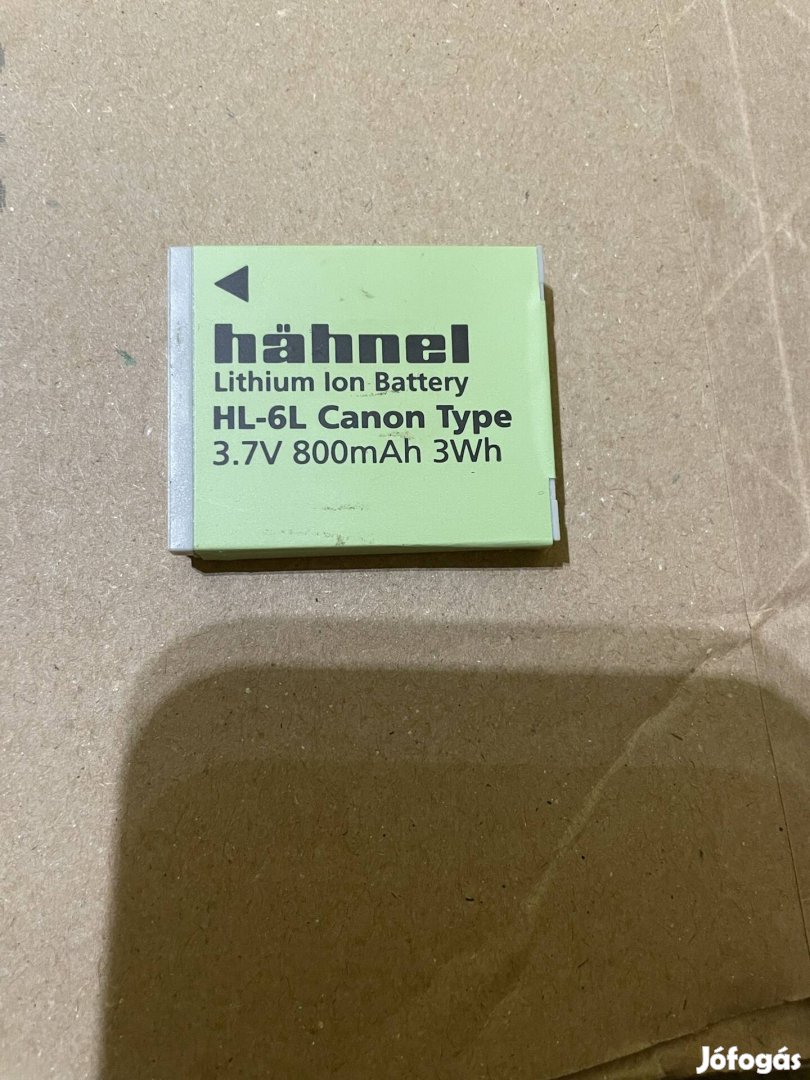 hähnel
Lithium Ion Battery
HL-6L Canon Type
3.7V 800mAh 3Wh
Jófogás